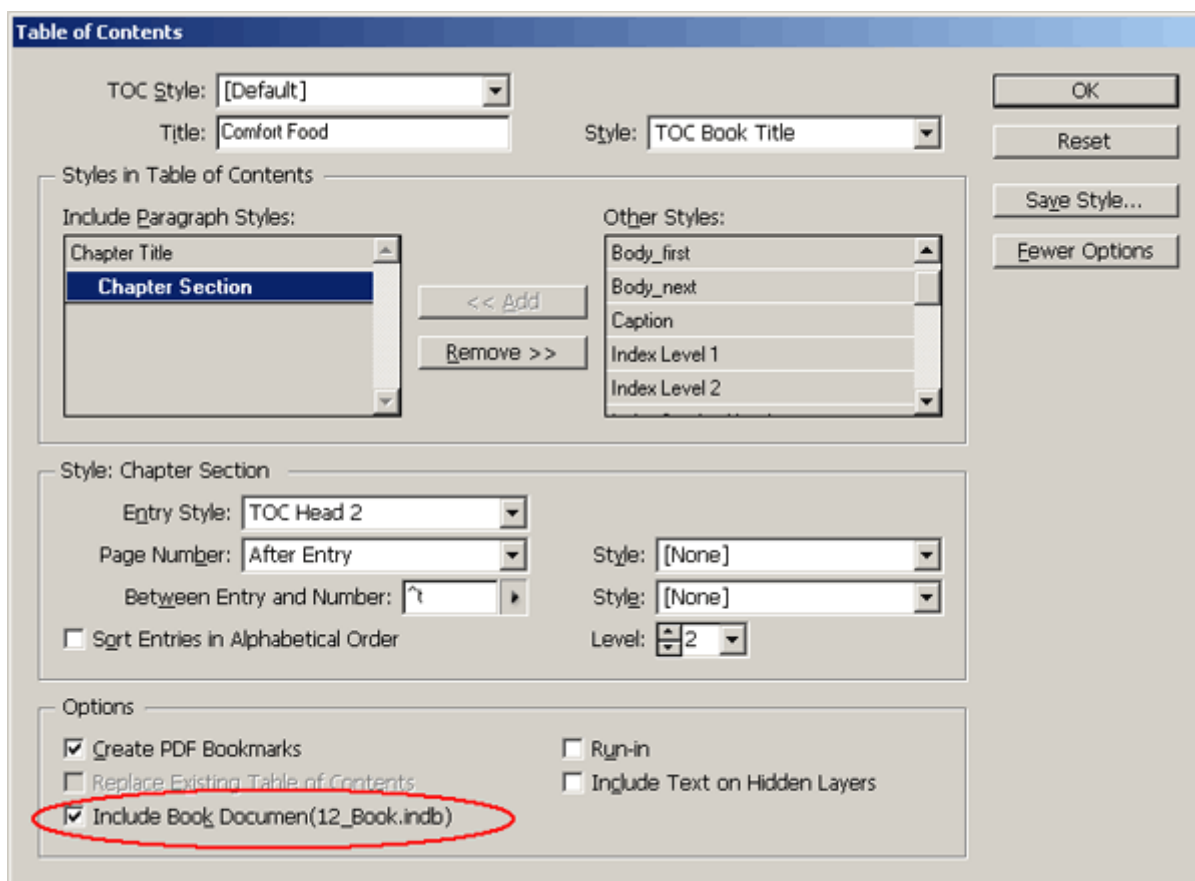 Table of Contents
TOC Style: [Default]
OK
Title: Comfort Food Style: TOC Book Title
Reset
Styles in Table of Contents
Save Style...
Include Paragraph Styles: Other Styles:
Fewer Options
Chapter Title Body_first
Chapter Section Body_next
<< Add
Caption
Remove >> Index Level 1
Index Level 2
Style: Chapter Section
Entry Style: TOC Head 2
Page Number: After Entry Style: [None]
Between Entry and Number: ^t Style: [None]
Sort Entries in Alphabetical Order Level: 2
Options
Create PDF Bookmarks Run-in
Replace Existing Table of Contents Include Text on Hidden Layers
Include Book Documen(12_Book.indb)